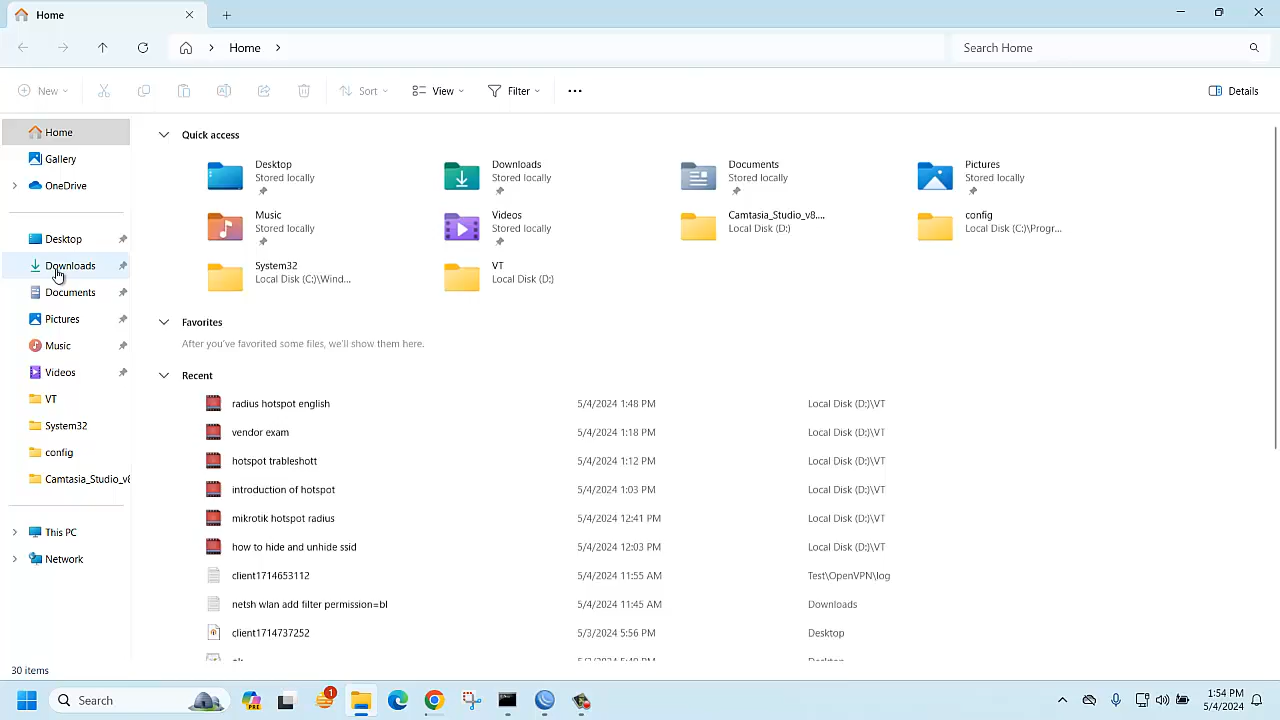 Home
Home
Search Home
New
Sort
View
Filter
Details
Home
Gallery
OneDrive
Desktop
Downloads
Documents
Pictures
Music
Videos
VT
System32
config
Camtasia_Studio_v8
This PC
Network
Quick access
Desktop
Stored locally
Downloads
Stored locally
Documents
Stored locally
Pictures
Stored locally
Music
Stored locally
Videos
Stored locally
Camtasia_Studio_v8....
Local Disk (D:)
config
Local Disk (C:)\Progr...
System32
Local Disk (C:)\Wind...
VT
Local Disk (D:)
Favorites
After you've favorited some files, we'll show them here.
Recent
radius hotspot english 5/4/2024 1:48 PM Local Disk (D:)\VT
vendor exam 5/4/2024 1:18 PM Local Disk (D:)\VT
hotspot trableshott 5/4/2024 1:12 PM Local Disk (D:)\VT
introduction of hotspot 5/4/2024 PM Local Disk (D:)\VT
mikrotik hotspot radius 5/4/2024 PM Local Disk (D:)\VT
how to hide and unhide ssid 5/4/2024 PM Local Disk (D:)\VT
client1714653112 5/4/2024 AM Test\OpenVPN\log
netsh wlan add filter permission=bl 5/4/2024 AM Downloads
client1714737252 5/3/2024 5:56 PM Desktop
30 items
Search
1
1:54 PM
5/4/2024